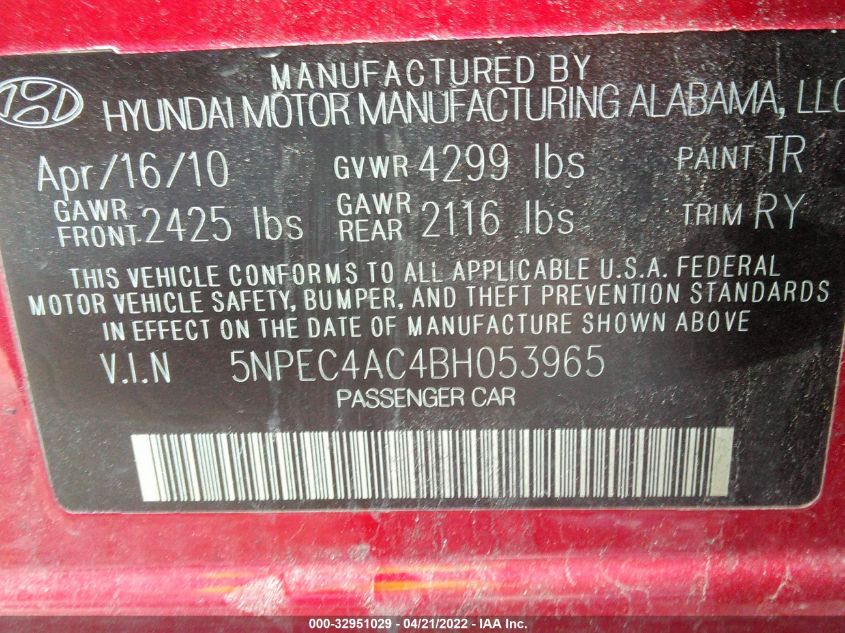 MANUFACTURED BY
HYUNDAI MOTOR MANUFACTURING ALABAMA, LLC
Apr/16/10 GVWR 4299 lbs PAINT TR
GAWR FRONT 2425 lbs GAWR REAR 2116 lbs TRIM RY
THIS VEHICLE CONFORMS TO ALL APPLICABLE U.S.A. FEDERAL
MOTOR VEHICLE SAFETY, BUMPER, AND THEFT PREVENTION STANDARDS
IN EFFECT ON THE DATE OF MANUFACTURE SHOWN ABOVE
V.I.N 5NPEC4AC4BH053965
PASSENGER CAR
000-32951029 - 04/21/2022 - IAA Inc.